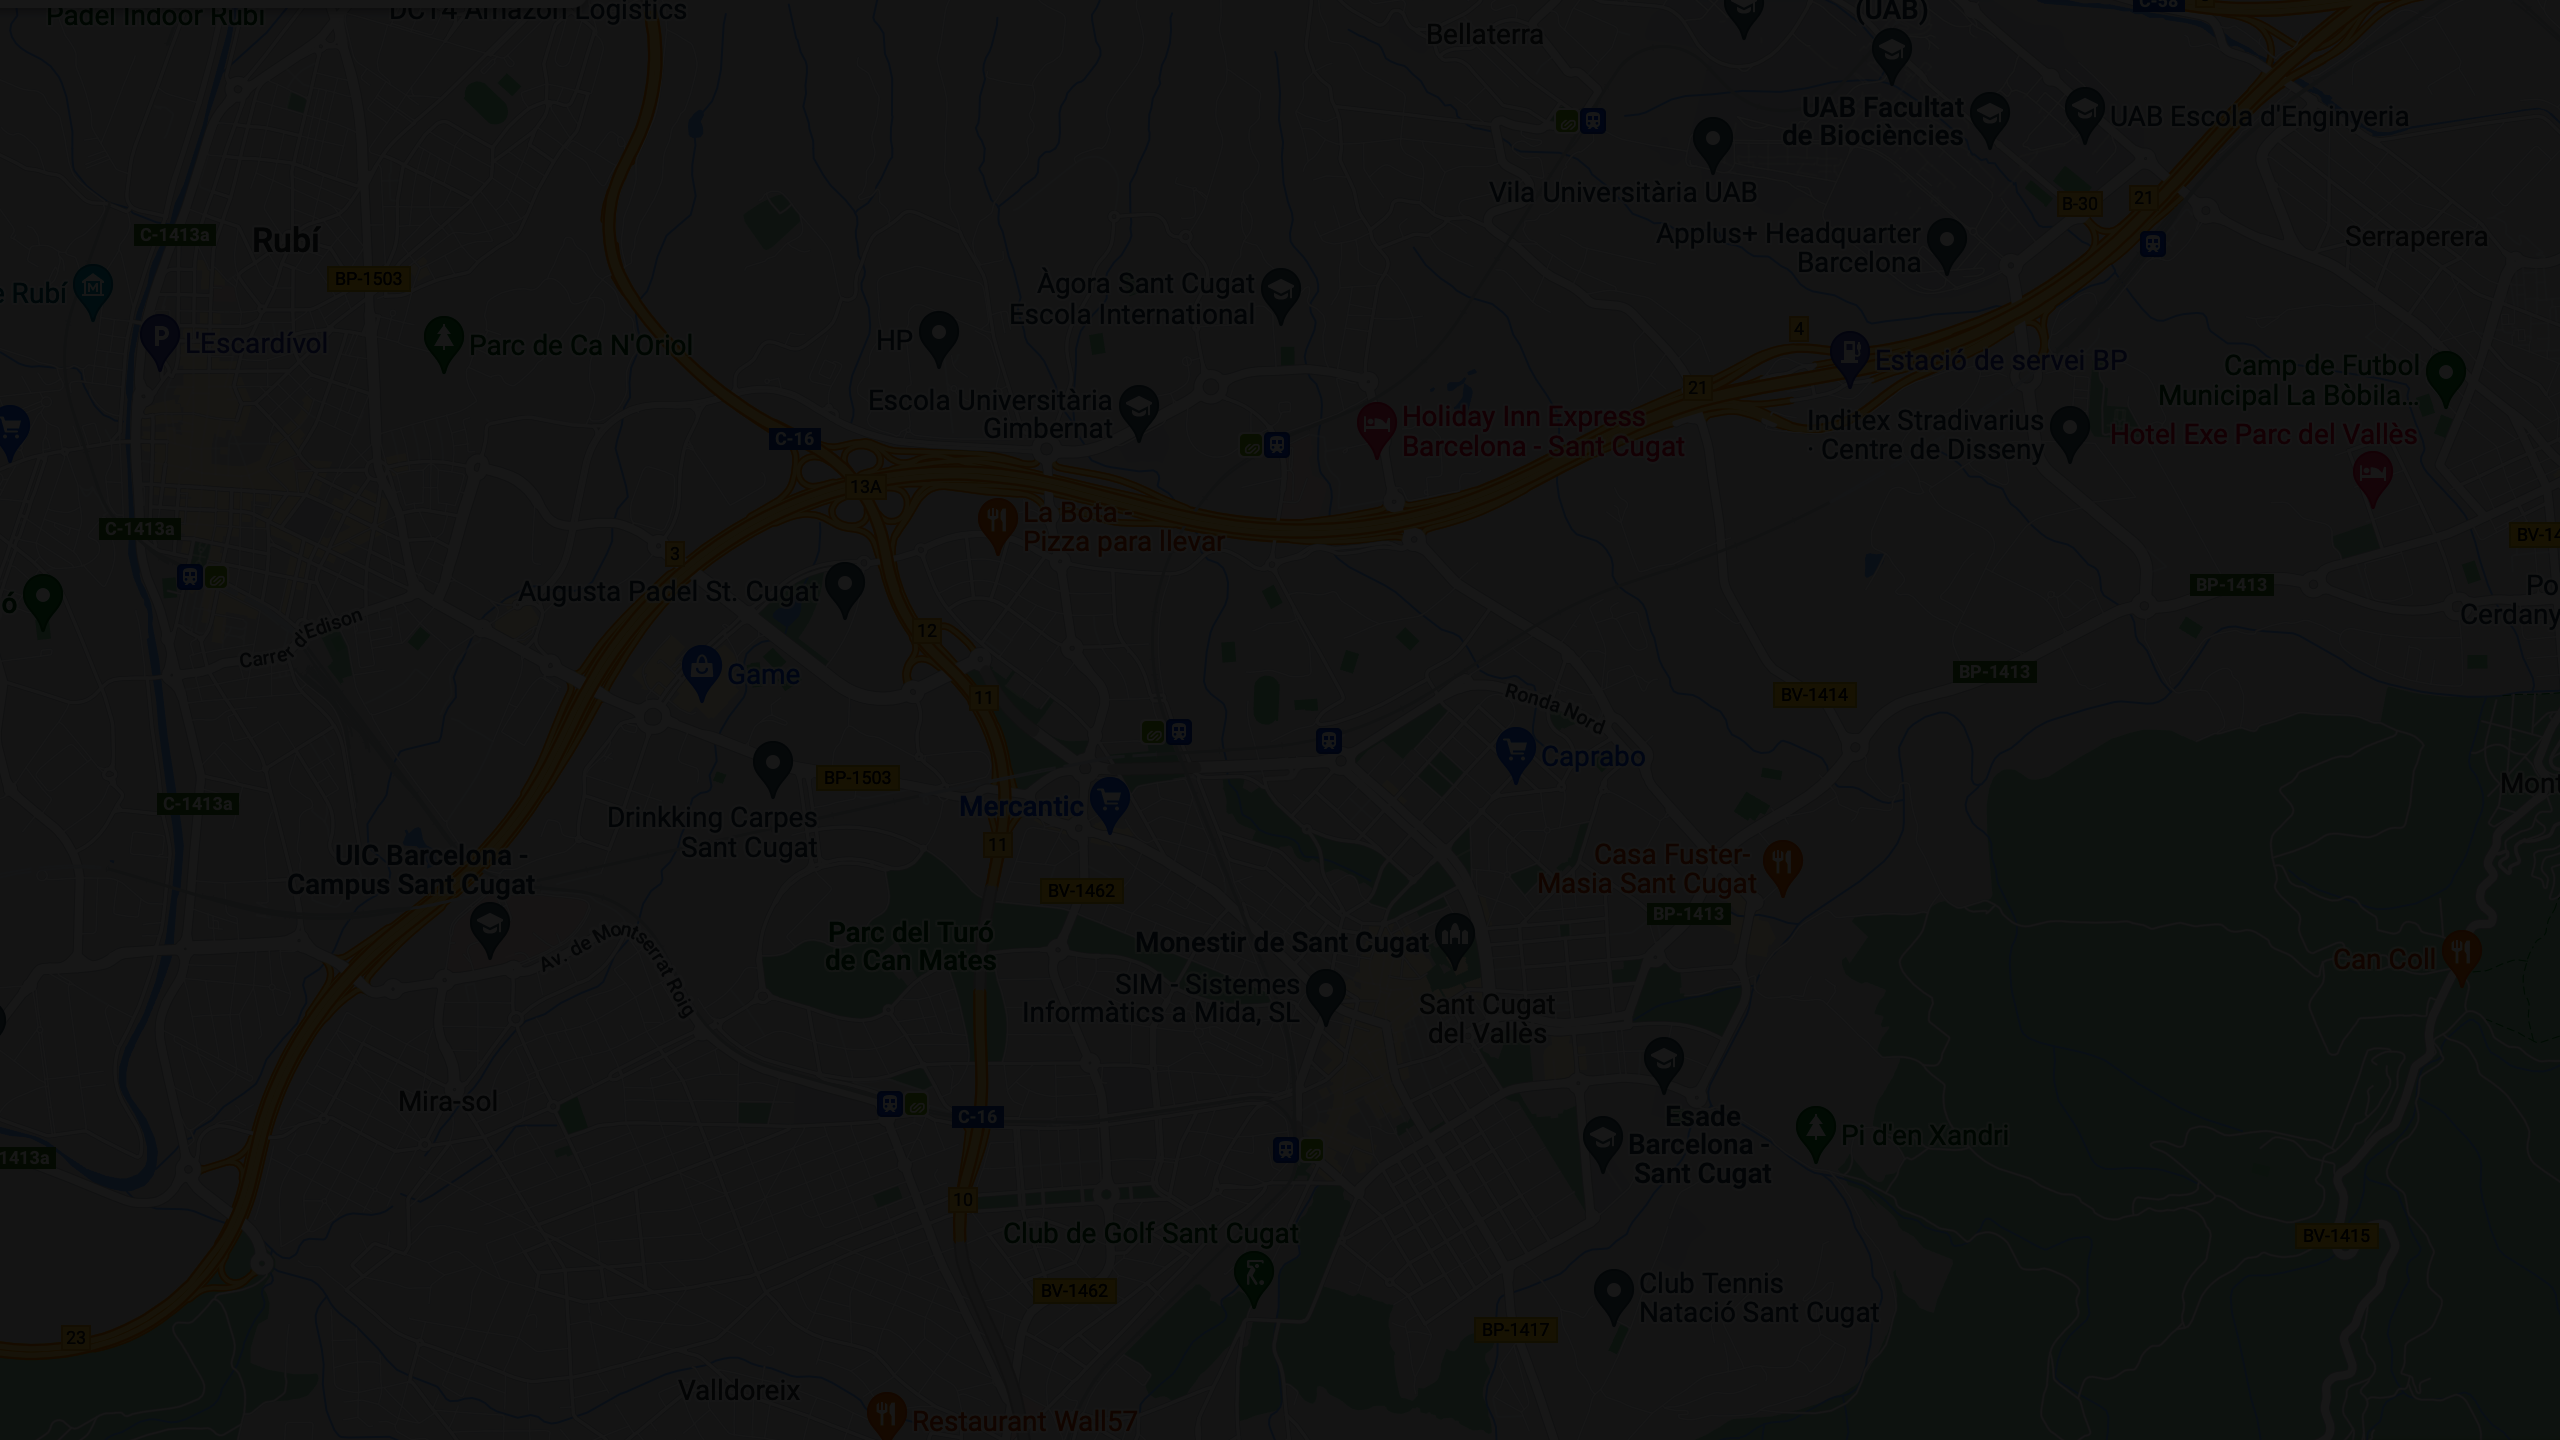 Padel Indoor Rubí
DC14 Amazon Logistics
Bellaterra
(UAB)
C-58
UAB Facultat
de Biociències
UAB Escola d'Enginyeria
Vila Universitària UAB
B-30
21
C-1413a
Rubí
BP-1503
Applus+ Headquarter
Barcelona
Serraperera
e Rubí
L'Escardívol
Parc de Ca N'Oriol
HP
Àgora Sant Cugat
Escola International
4
Estació de servei BP
Camp de Futbol
Municipal La Bòbila...
21
Escola Universitària
Gimbernat
Holiday Inn Express
Barcelona - Sant Cugat
Inditex Stradivarius
· Centre de Disseny
Hotel Exe Parc del Vallès
C-16
13A
C-1413a
La Bota -
Pizza para llevar
3
BV-14
Augusta Padel St. Cugat
BP-1413
Po
Cerdany
ó
Carrer d'Edison
12
Game
11
BP-1413
BV-1414
Ronda Nord
Caprabo
BP-1503
Mont
C-1413a
Mercantic
Drinkking Carpes
Sant Cugat
11
UIC Barcelona -
Campus Sant Cugat
Casa Fuster-
Masia Sant Cugat
BV-1462
BP-1413
Av. de Montserrat Roig
Parc del Turó
de Can Mates
Monestir de Sant Cugat
Can Coll
SIM - Sistemes
Informàtics a Mida, SL
Sant Cugat
del Vallès
Mira-sol
C-16
Esade
Barcelona -
Sant Cugat
Pi d'en Xandri
1413a
10
Club de Golf Sant Cugat
BV-1415
BV-1462
Club Tennis
Natació Sant Cugat
23
BP-1417
Valldoreix
Restaurant Wall57